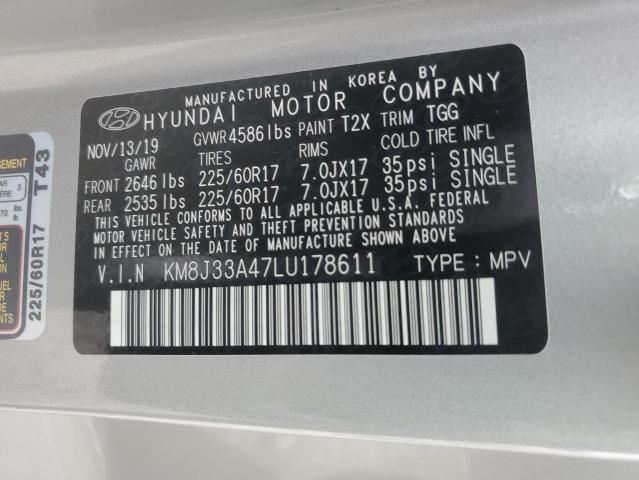 MANUFACTURED IN KOREA BY
HYUNDAI MOTOR COMPANY
NOV/13/19 GVWR 4586 lbs PAINT T2X TRIM TGG
GAWR TIRES RIMS COLD TIRE INFL
FRONT 2646 lbs 225/60R17 7.0JX17 35psi SINGLE
REAR 2535 lbs 225/60R17 7.0JX17 35psi SINGLE
THIS VEHICLE CONFORMS TO ALL APPLICABLE U.S.A. FEDERAL
MOTOR VEHICLE SAFETY AND THEFT PREVENTION STANDARDS
IN EFFECT ON THE DATE OF MANUFACTURE SHOWN ABOVE.
V.I.N KM8J33A47LU178611 TYPE : MPV
225/60R17 T43